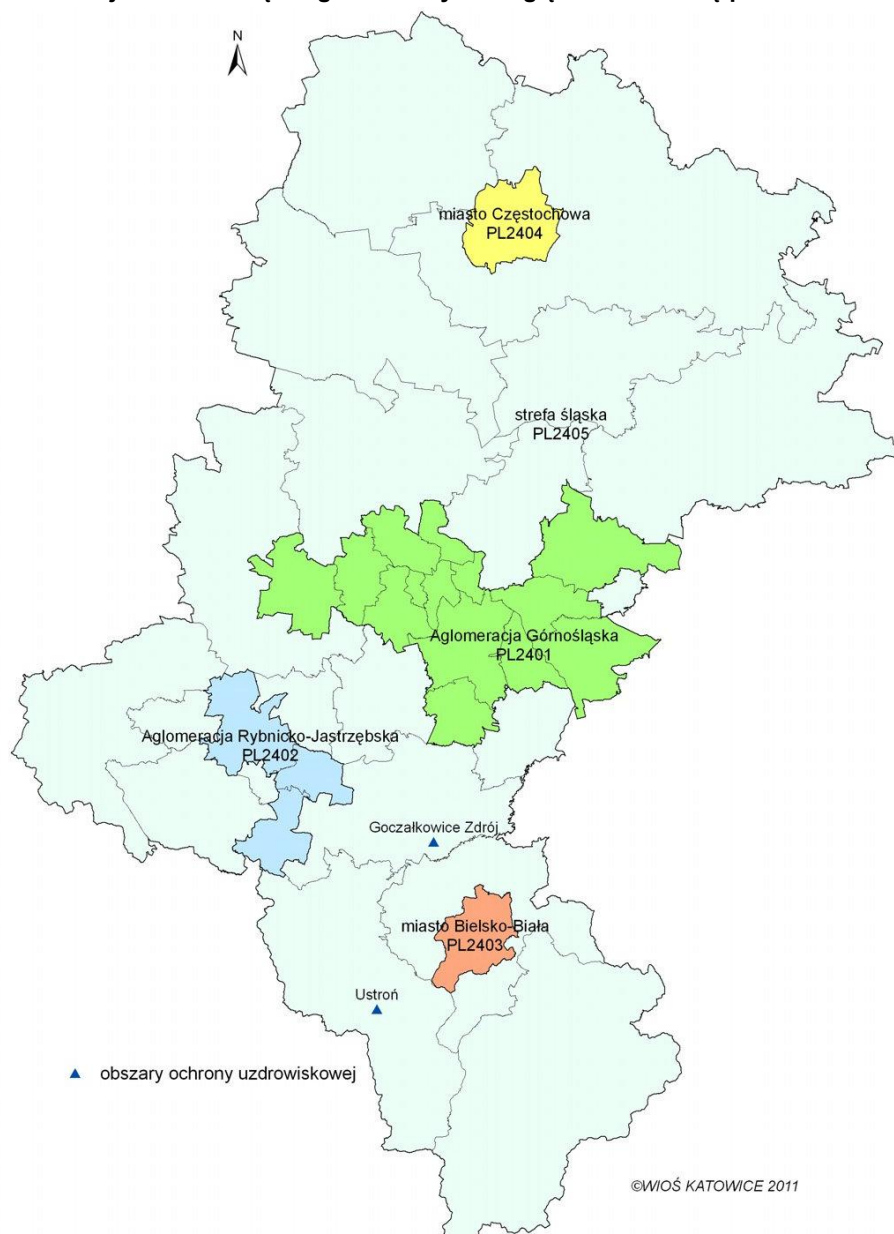 N
miasto Częstochowa
PL2404
strefa śląska
PL2405
Aglomeracja Górnośląska
PL2401
Aglomeracja Rybnicko-Jastrzębska
PL2402
Goczałkowice Zdrój
miasto Bielsko-Biała
PL2403
Ustroń
obszary ochrony uzdrowiskowej
©WIOŚ KATOWICE 2011